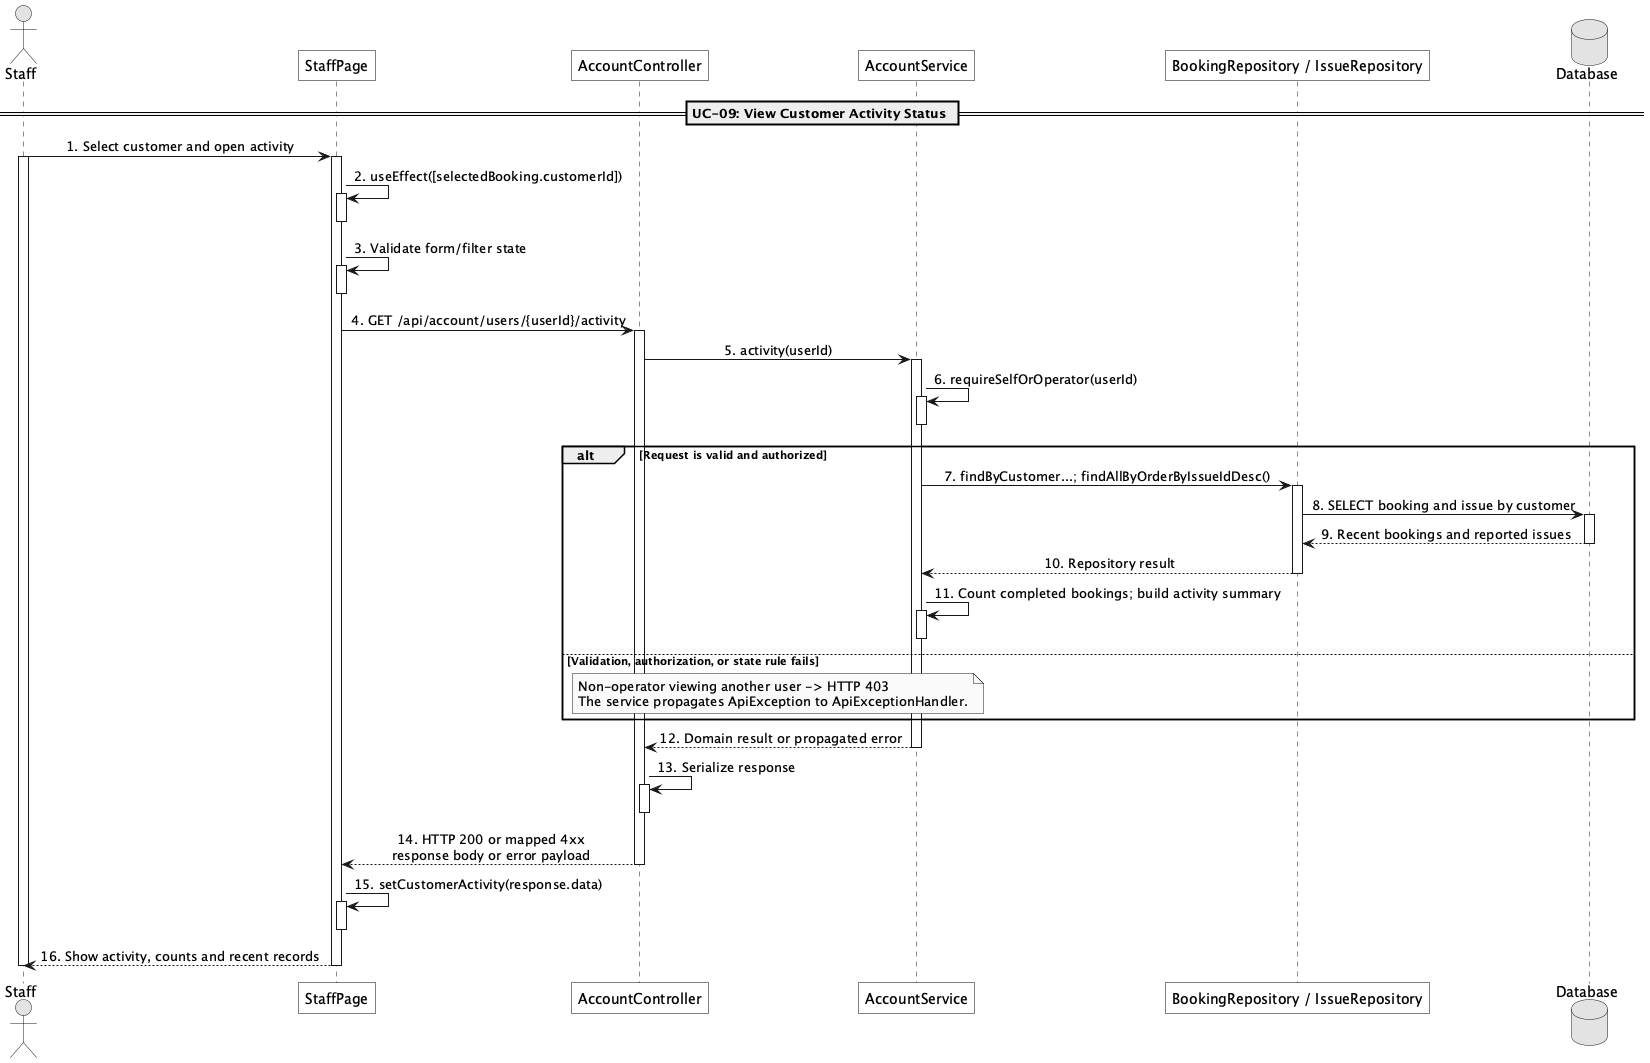 Staff
StaffPage
AccountController
AccountService
BookingRepository / IssueRepository
Database
UC-09: View Customer Activity Status
1. Select customer and open activity
2. useEffect([selectedBooking.customerId])
3. Validate form/filter state
4. GET /api/account/users/{userId}/activity
5. activity(userId)
6. requireSelfOrOperator(userId)
alt
[Request is valid and authorized]
7. findByCustomer...; findAllByOrderByIssueIdDesc()
8. SELECT booking and issue by customer
9. Recent bookings and reported issues
10. Repository result
11. Count completed bookings; build activity summary
[Validation, authorization, or state rule fails]
Non-operator viewing another user -> HTTP 403
The service propagates ApiException to ApiExceptionHandler.
12. Domain result or propagated error
13. Serialize response
14. HTTP 200 or mapped 4xx
response body or error payload
15. setCustomerActivity(response.data)
16. Show activity, counts and recent records
Staff
StaffPage
AccountController
AccountService
BookingRepository / IssueRepository
Database